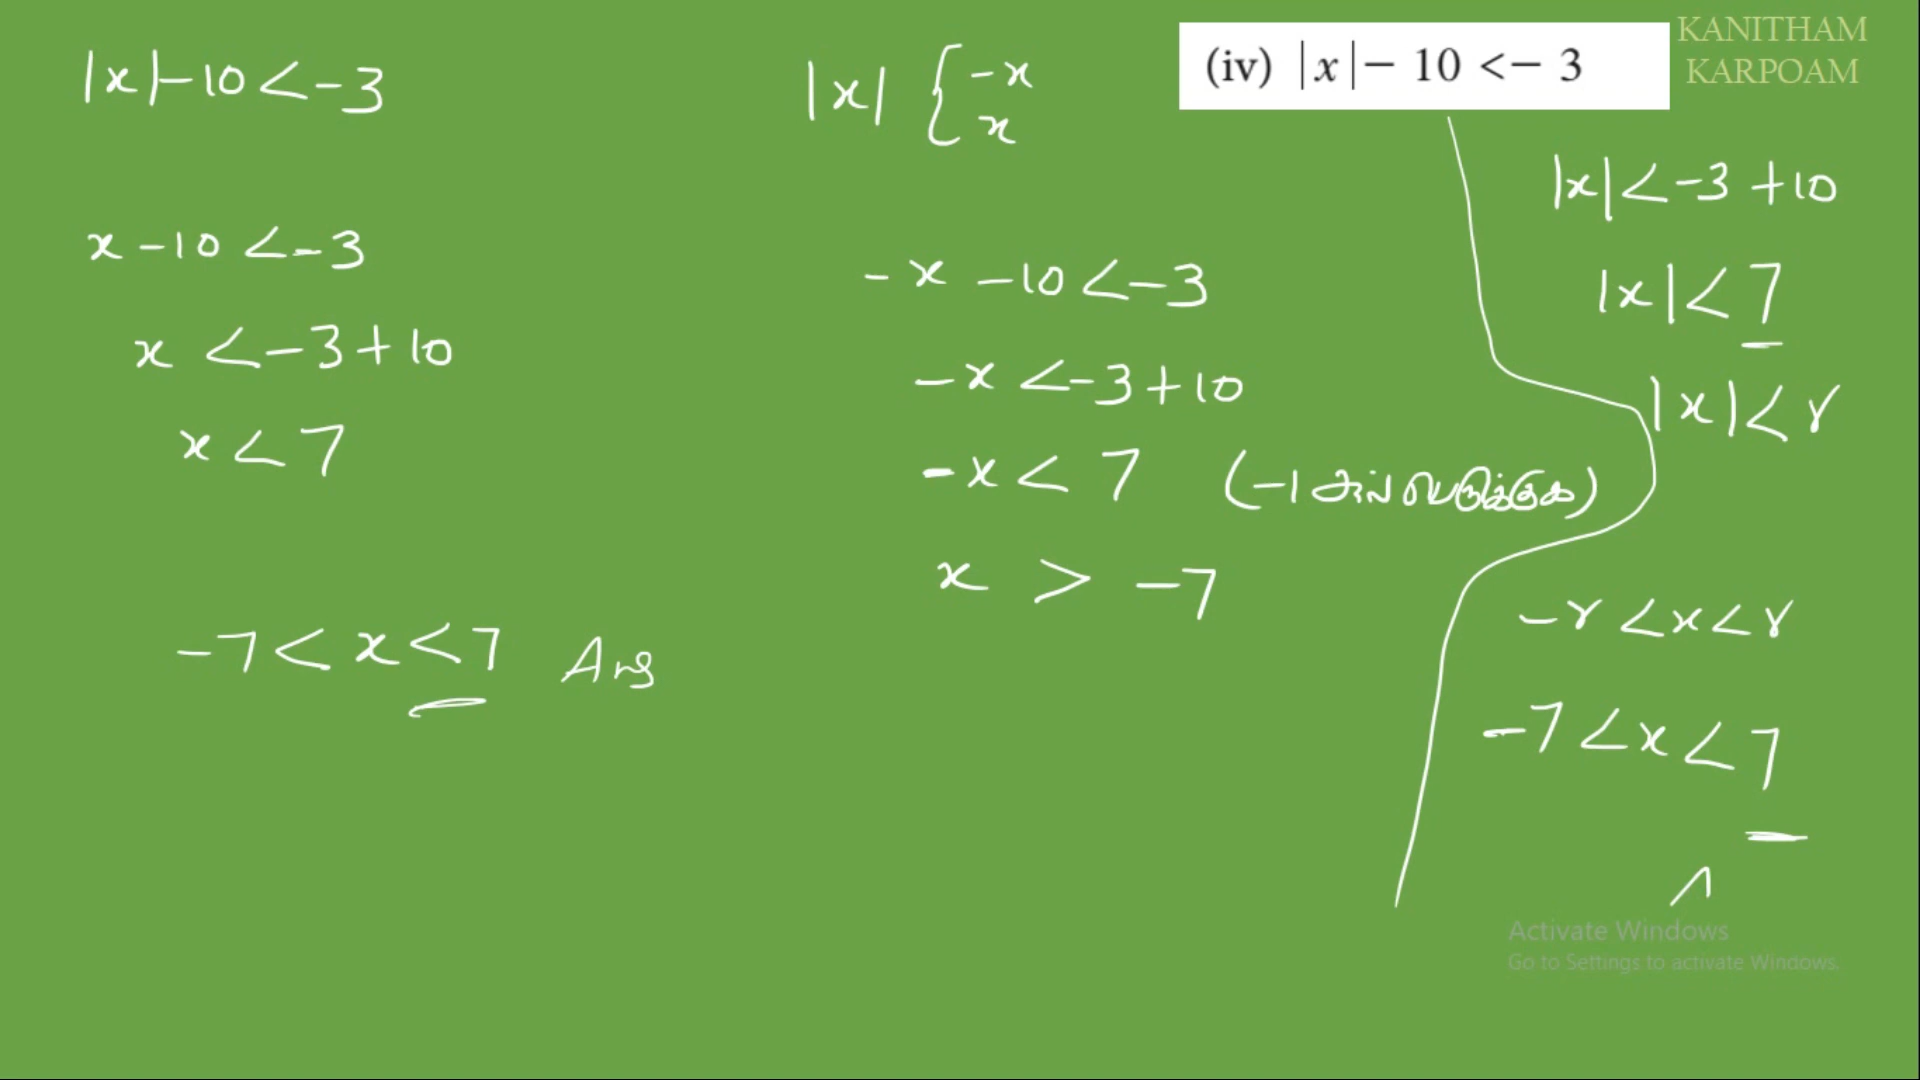 |x|-10<-3
x-10<-3
x<-3+10
x<7
-7<x<7 Ans
|x| {-x
x
-x-10<-3
-x<-3+10
-x<7 (-1 ஆல் பெருக்குக)
x > -7
(iv) |x|− 10 <− 3
KANITHAM
KARPOAM
|x|<-3+10
|x|<7
|x|<r
-r<x<r
-7<x<7
Activate Windows
Go to Settings to activate Windows.